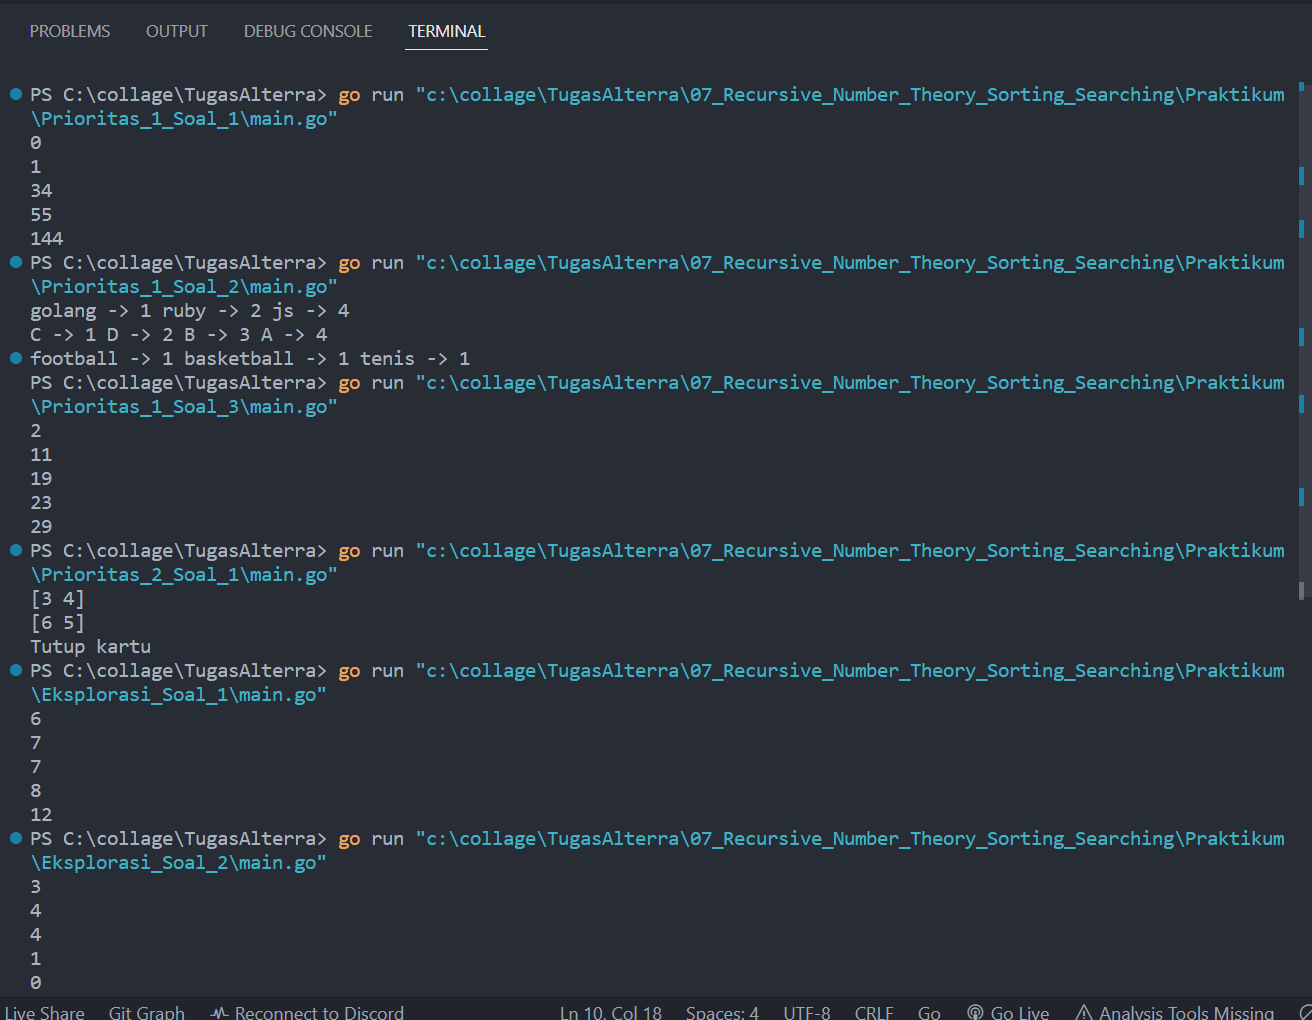 PROBLEMS OUTPUT DEBUG CONSOLE TERMINAL
PS C:\collage\TugasAlterra> go run "c:\collage\TugasAlterra\07_Recursive_Number_Theory_Sorting_Searching\Praktikum
\Prioritas_1_Soal_1\main.go"
0
1
34
55
144
PS C:\collage\TugasAlterra> go run "c:\collage\TugasAlterra\07_Recursive_Number_Theory_Sorting_Searching\Praktikum
\Prioritas_1_Soal_2\main.go"
golang -> 1 ruby -> 2 js -> 4
C -> 1 D -> 2 B -> 3 A -> 4
football -> 1 basketball -> 1 tenis -> 1
PS C:\collage\TugasAlterra> go run "c:\collage\TugasAlterra\07_Recursive_Number_Theory_Sorting_Searching\Praktikum
\Prioritas_1_Soal_3\main.go"
2
11
19
23
29
PS C:\collage\TugasAlterra> go run "c:\collage\TugasAlterra\07_Recursive_Number_Theory_Sorting_Searching\Praktikum
\Prioritas_2_Soal_1\main.go"
[3 4]
[6 5]
Tutup kartu
PS C:\collage\TugasAlterra> go run "c:\collage\TugasAlterra\07_Recursive_Number_Theory_Sorting_Searching\Praktikum
\Eksplorasi_Soal_1\main.go"
6
7
7
8
12
PS C:\collage\TugasAlterra> go run "c:\collage\TugasAlterra\07_Recursive_Number_Theory_Sorting_Searching\Praktikum
\Eksplorasi_Soal_2\main.go"
3
4
4
1
0
Live Share Git Graph Reconnect to Discord Ln 10, Col 18 Spaces: 4 UTF-8 CRLF Go Go Live Analysis Tools Missing